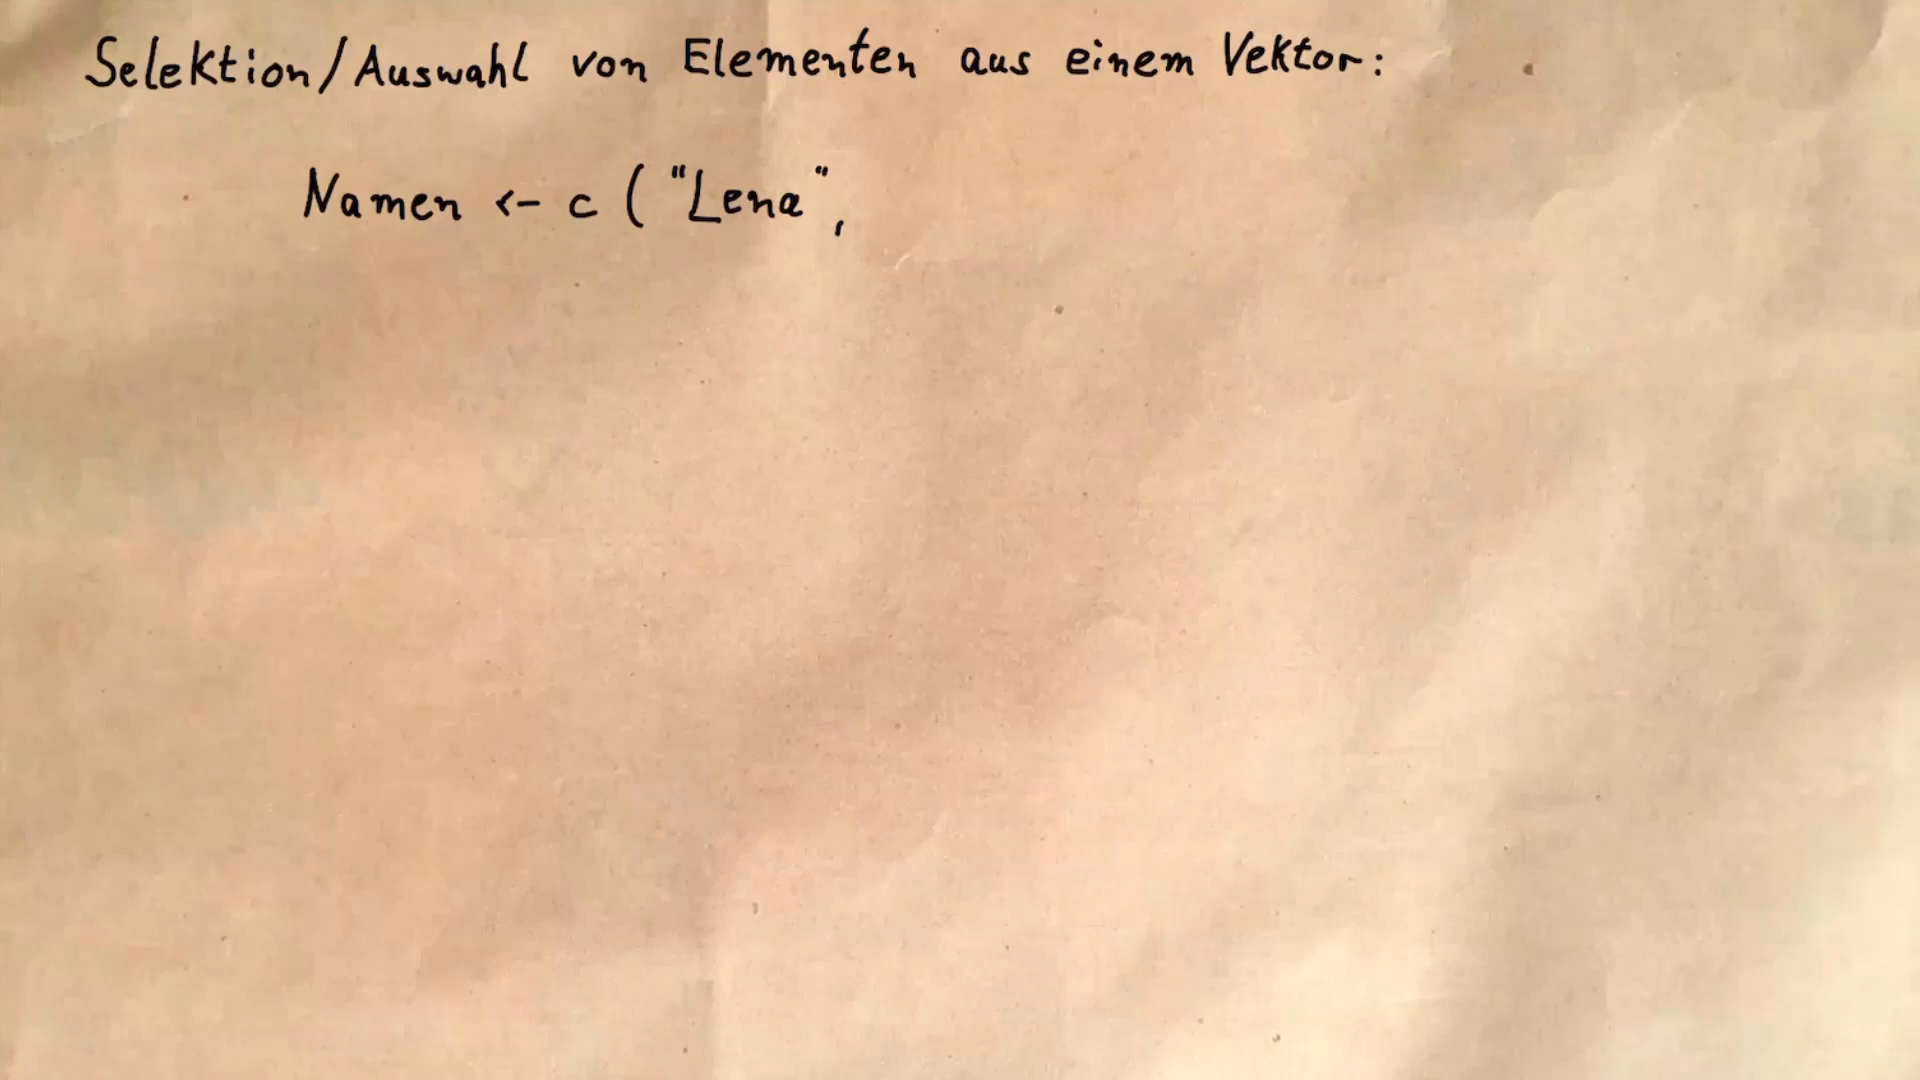 Selektion/Auswahl von Elementen aus einem Vektor:
Namen <- c ("Lena",